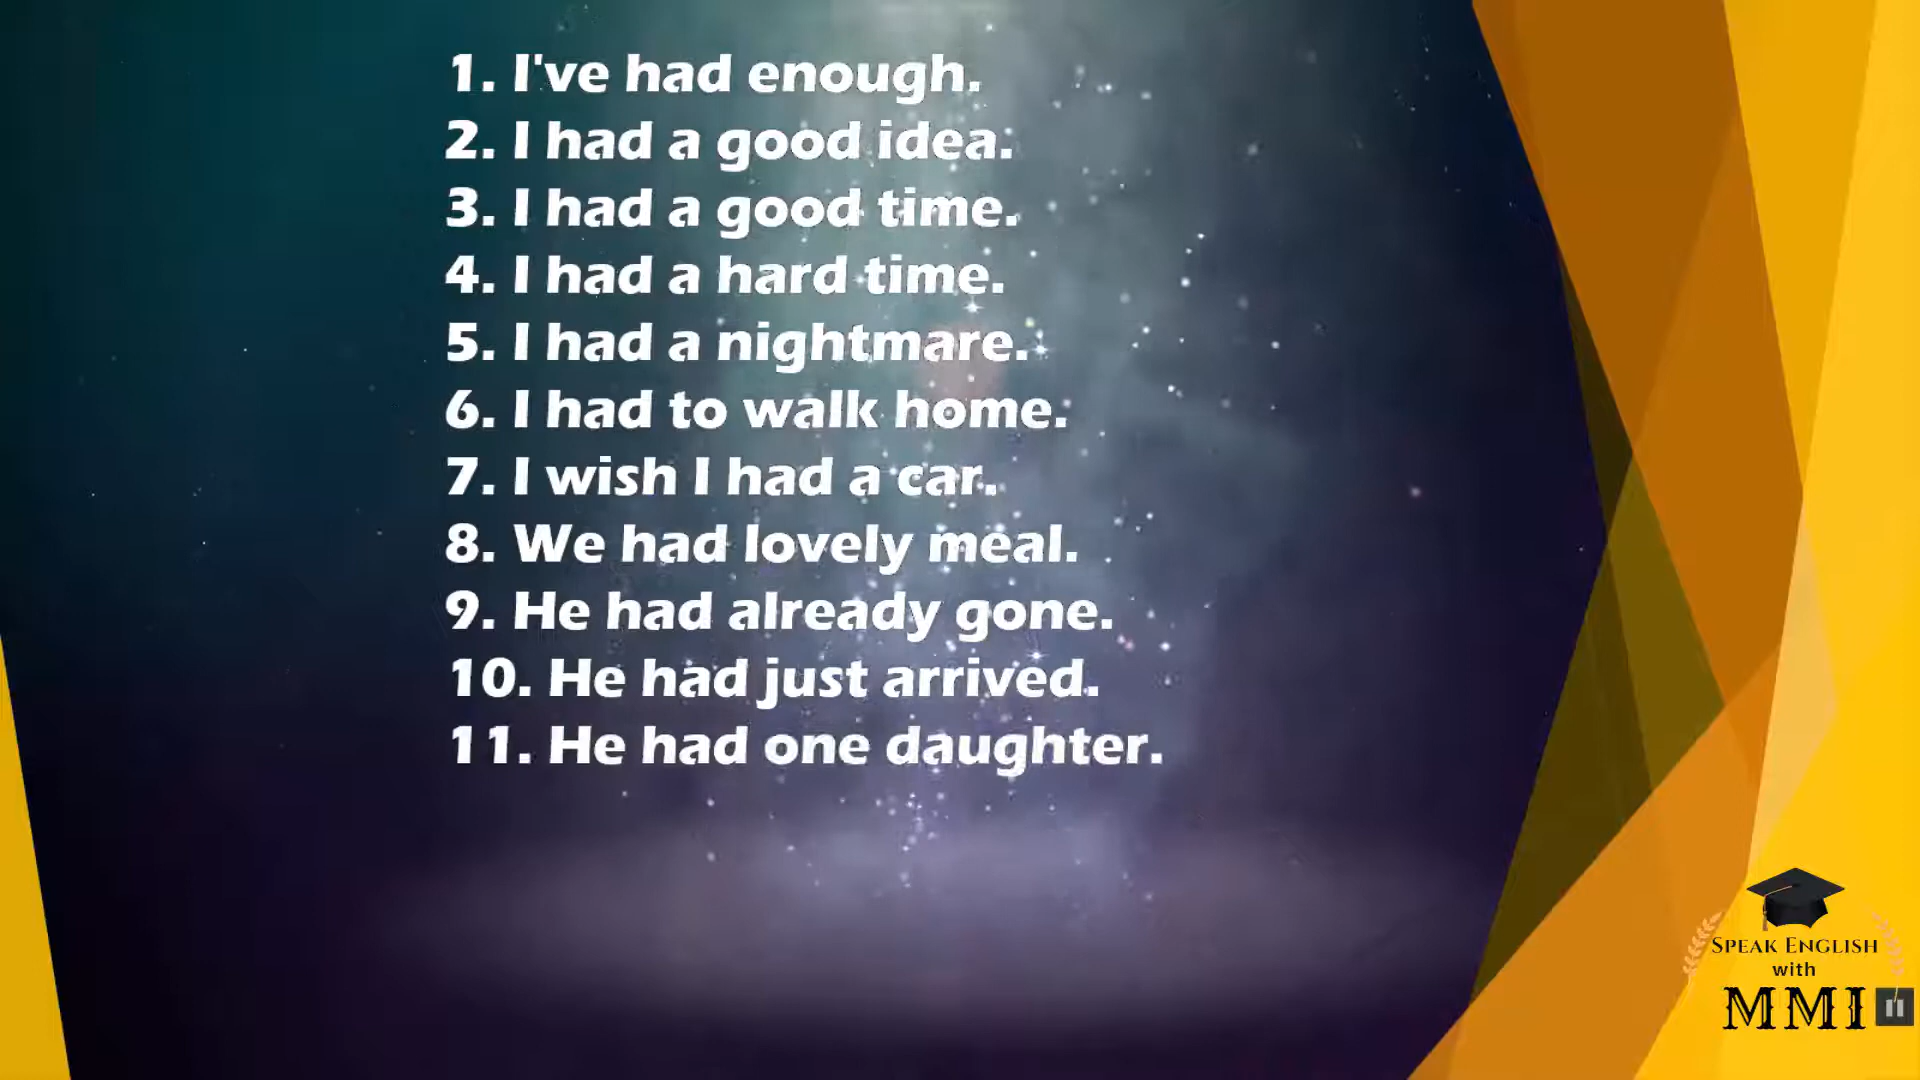 1. I've had enough.
2. I had a good idea.
3. I had a good time.
4. I had a hard time.
5. I had a nightmare.
6. I had to walk home.
7. I wish I had a car.
8. We had lovely meal.
9. He had already gone.
10. He had just arrived.
11. He had one daughter.
SPEAK ENGLISH
with
MMI